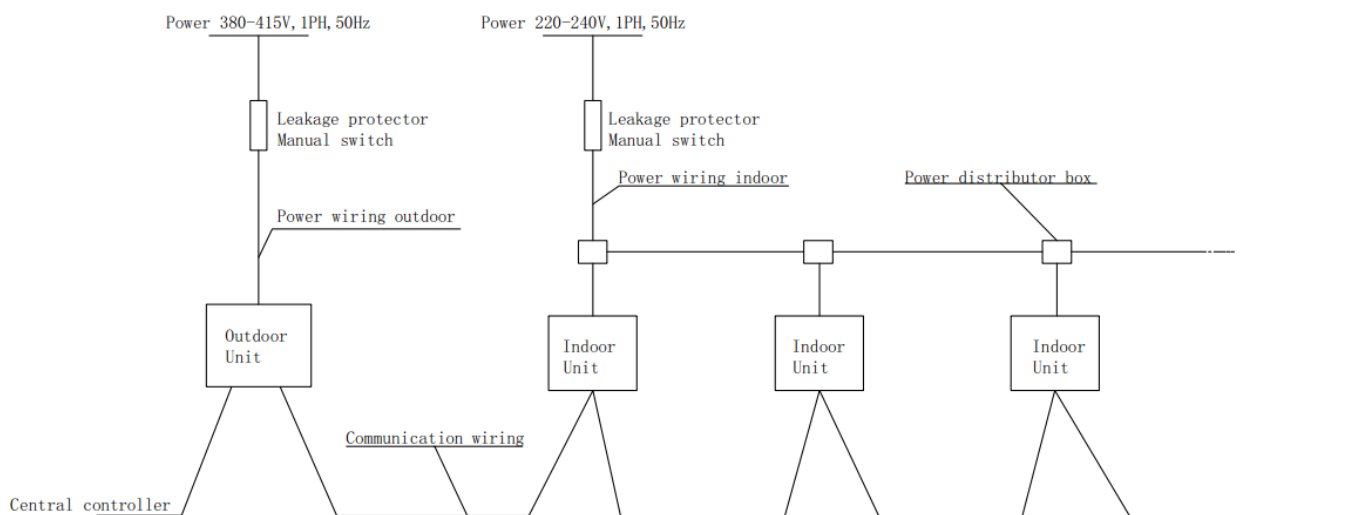 Power 380-415V,1PH,50Hz
Power 220-240V,1PH,50Hz
Leakage protector
Manual switch
Leakage protector
Manual switch
Power wiring indoor
Power distributor box
Power wiring outdoor
Outdoor
Unit
Indoor
Unit
Indoor
Unit
Indoor
Unit
Communication wiring
Central controller